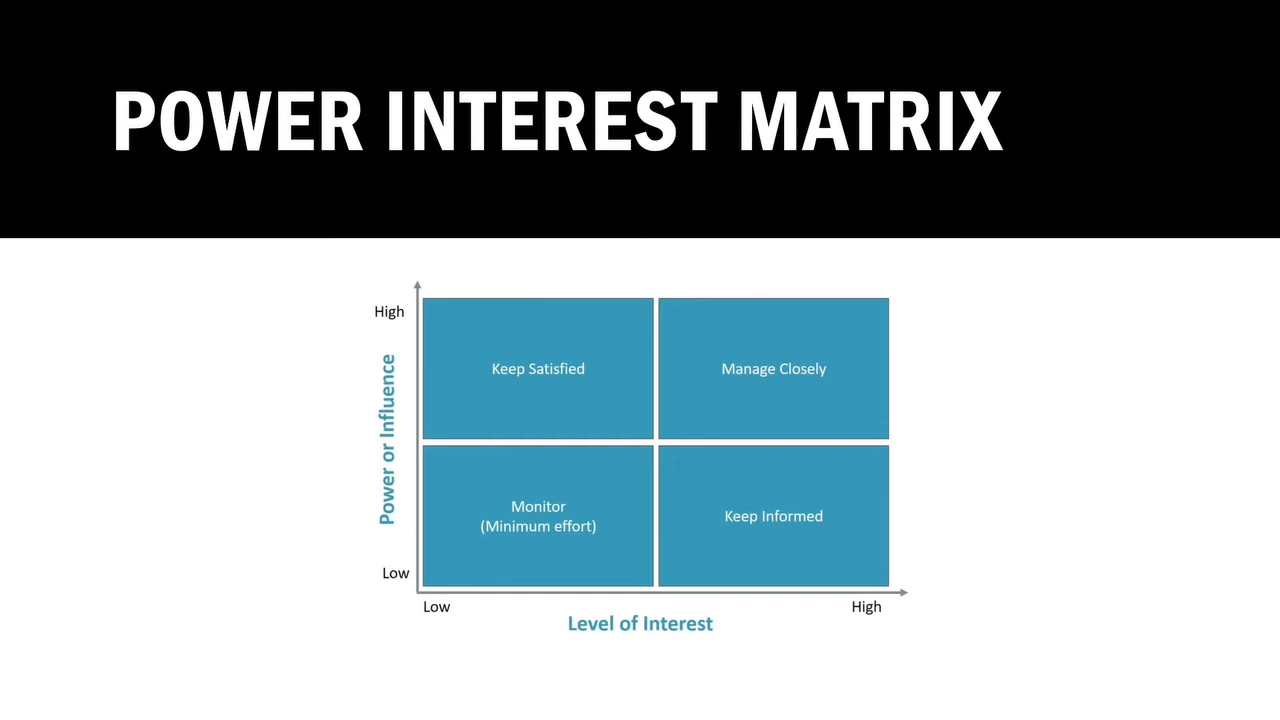 POWER INTEREST MATRIX
High
Keep Satisfied
Manage Closely
Power or Influence
Monitor
(Minimum effort)
Keep Informed
Low
Low
High
Level of Interest